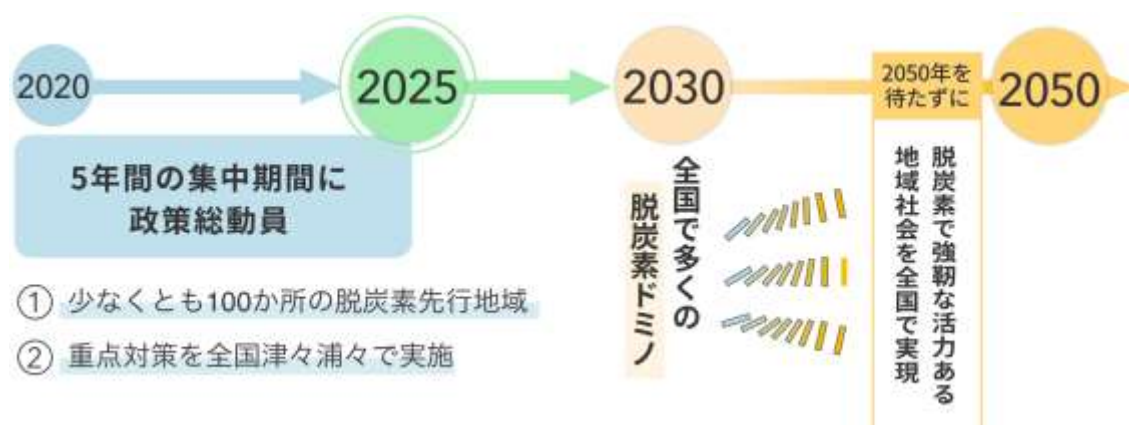 2020
2025
2030
2050年を
待たずに
2050
5年間の集中期間に
政策総動員
① 少なくとも100か所の脱炭素先行地域
② 重点対策を全国津々浦々で実施
全国で多くの
脱炭素ドミノ
脱炭素で強靭な活力ある
地域社会を全国で実現